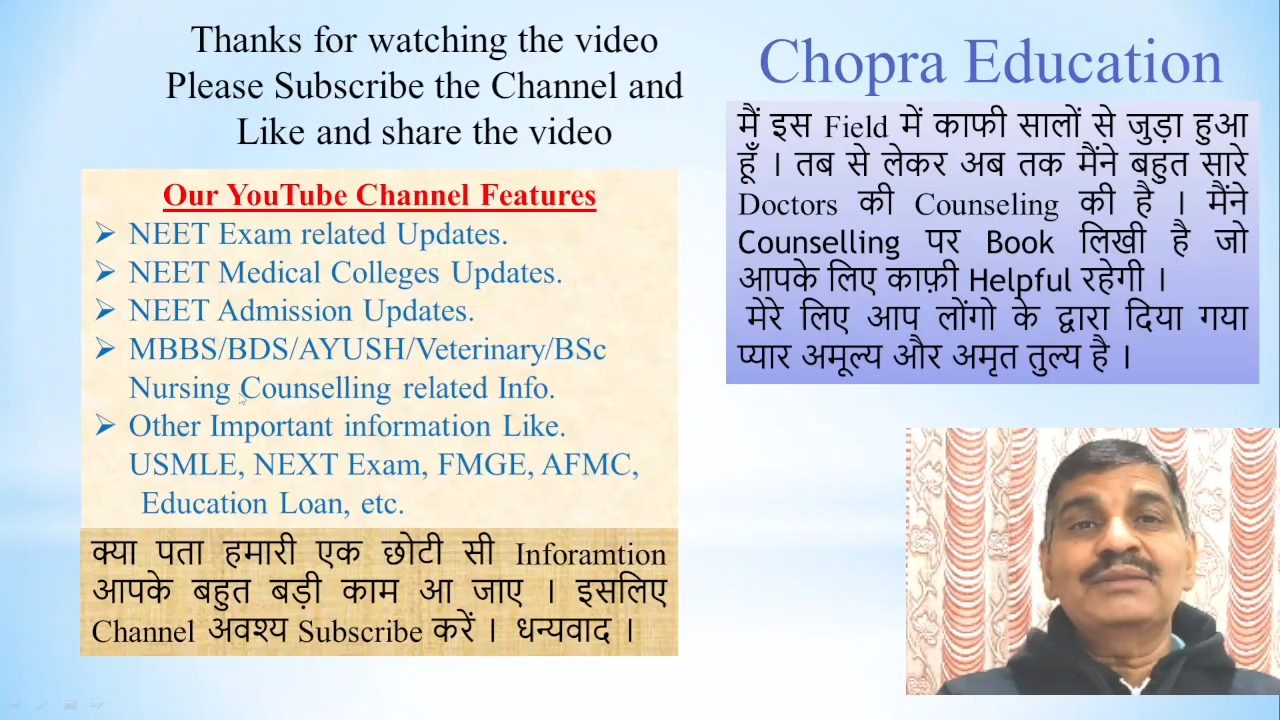 Thanks for watching the video
Please Subscribe the Channel and
Like and share the video
Our YouTube Channel Features
➢ NEET Exam related Updates.
➢ NEET Medical Colleges Updates.
➢ NEET Admission Updates.
➢ MBBS/BDS/AYUSH/Veterinary/BSc
Nursing Counselling related Info.
➢ Other Important information Like.
USMLE, NEXT Exam, FMGE, AFMC,
Education Loan, etc.
क्या पता हमारी एक छोटी सी Inforamtion
आपके बहुत बड़ी काम आ जाए । इसलिए
Channel अवश्य Subscribe करें । धन्यवाद ।
Chopra Education
मैं इस Field में काफी सालों से जुड़ा हुआ
हूँ । तब से लेकर अब तक मैंने बहुत सारे
Doctors की Counseling की है । मैंने
Counselling पर Book लिखी है जो
आपके लिए काफ़ी Helpful रहेगी ।
मेरे लिए आप लोंगो के द्वारा दिया गया
प्यार अमूल्य और अमृत तुल्य है ।